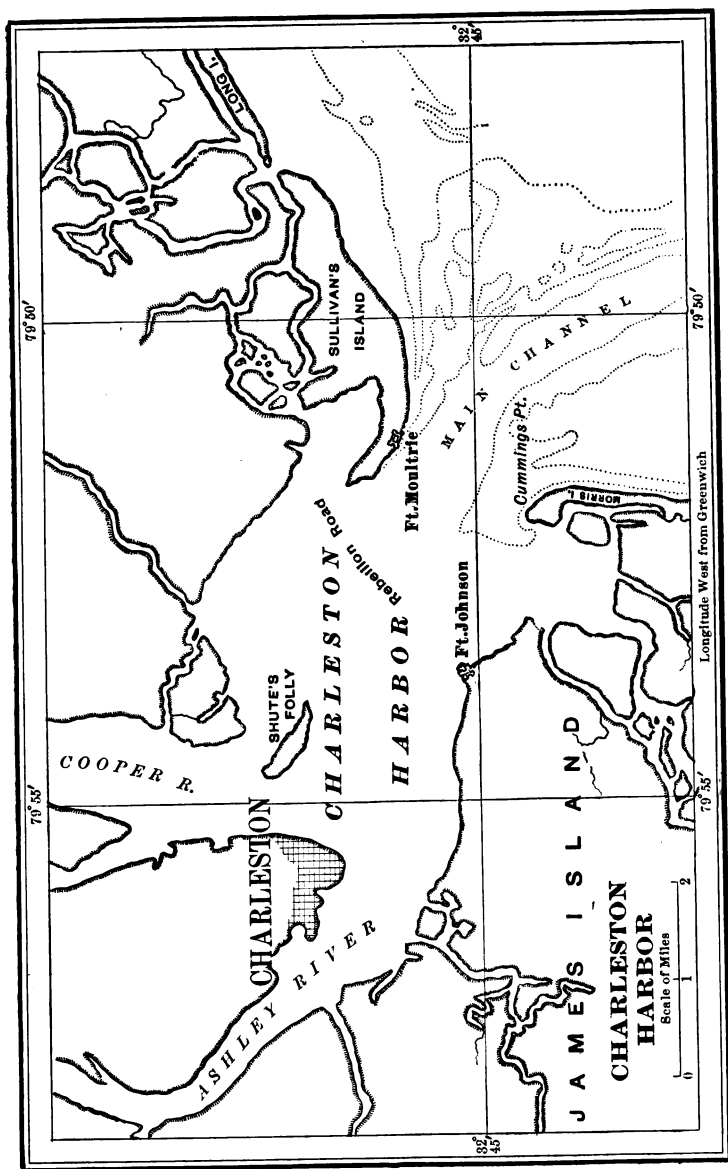 79°50′
79°55′
32°
45′
LONG I.
SULLIVAN'S
ISLAND
COOPER R.
SHUTE'S
FOLLY
CHARLESTON
ASHLEY RIVER
CHARLESTON
HARBOR
Rebellion Road
Ft. Moultrie
MAIN CHANNEL
Ft. Johnson
Cummings Pt.
MORRIS I.
JAMES ISLAND
CHARLESTON
HARBOR
Scale of Miles
0 1 2
32°
45′
79°55′
79°50′
Longitude West from Greenwich